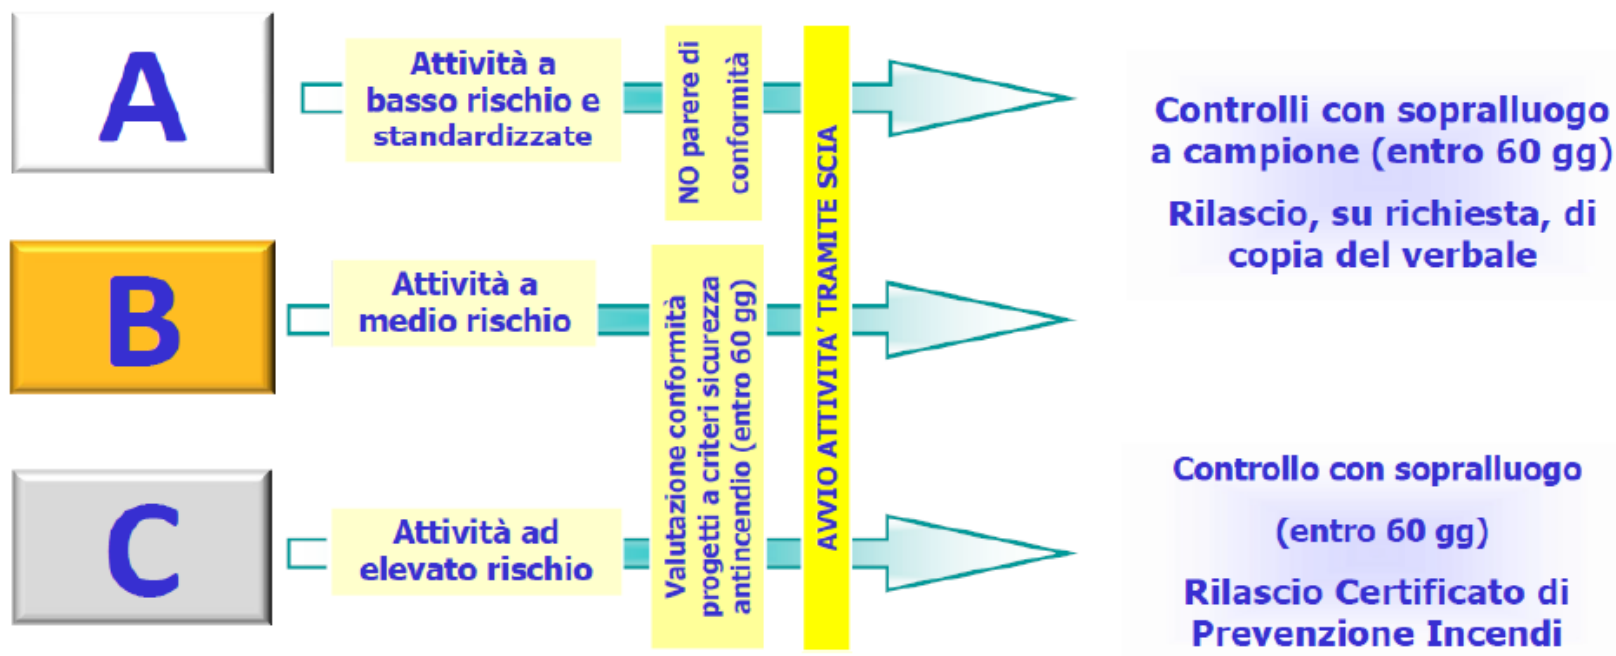 A
Attività a
basso rischio e
standardizzate
NO parere di
conformità
AVVIO ATTIVITA´ TRAMITE SCIA
Controlli con sopralluogo
a campione (entro 60 gg)
Rilascio, su richiesta, di
copia del verbale
B
Attività a
medio rischio
Valutazione conformità
progetti a criteri sicurezza
antincendio (entro 60 gg)
C
Attività ad
elevato rischio
Controllo con sopralluogo
(entro 60 gg)
Rilascio Certificato di
Prevenzione Incendi